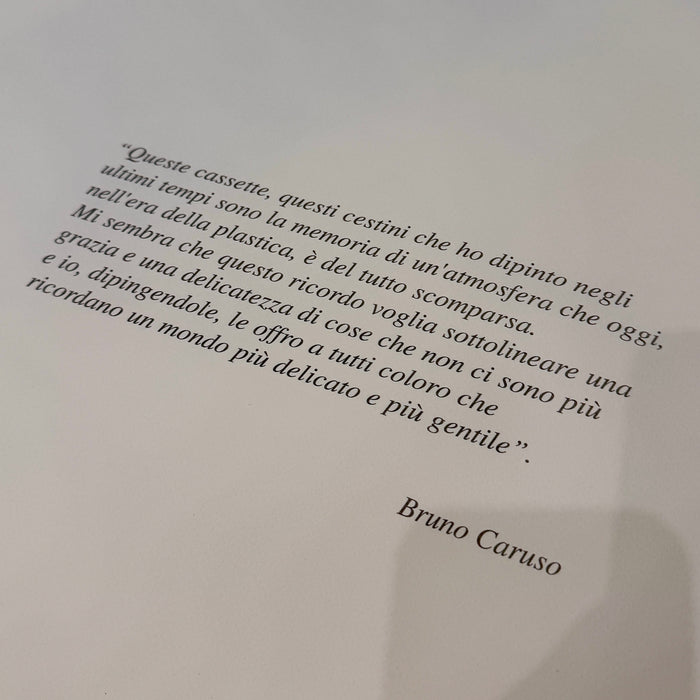 “Queste cassette, questi cestini che ho dipinto negli
ultimi tempi sono la memoria di un'atmosfera che oggi,
nell'era della plastica, è del tutto scomparsa.
Mi sembra che questo ricordo voglia sottolineare una
grazia e una delicatezza di cose che non ci sono più
e io, dipingendole, le offro a tutti coloro che
ricordano un mondo più delicato e più gentile”.
Bruno Caruso